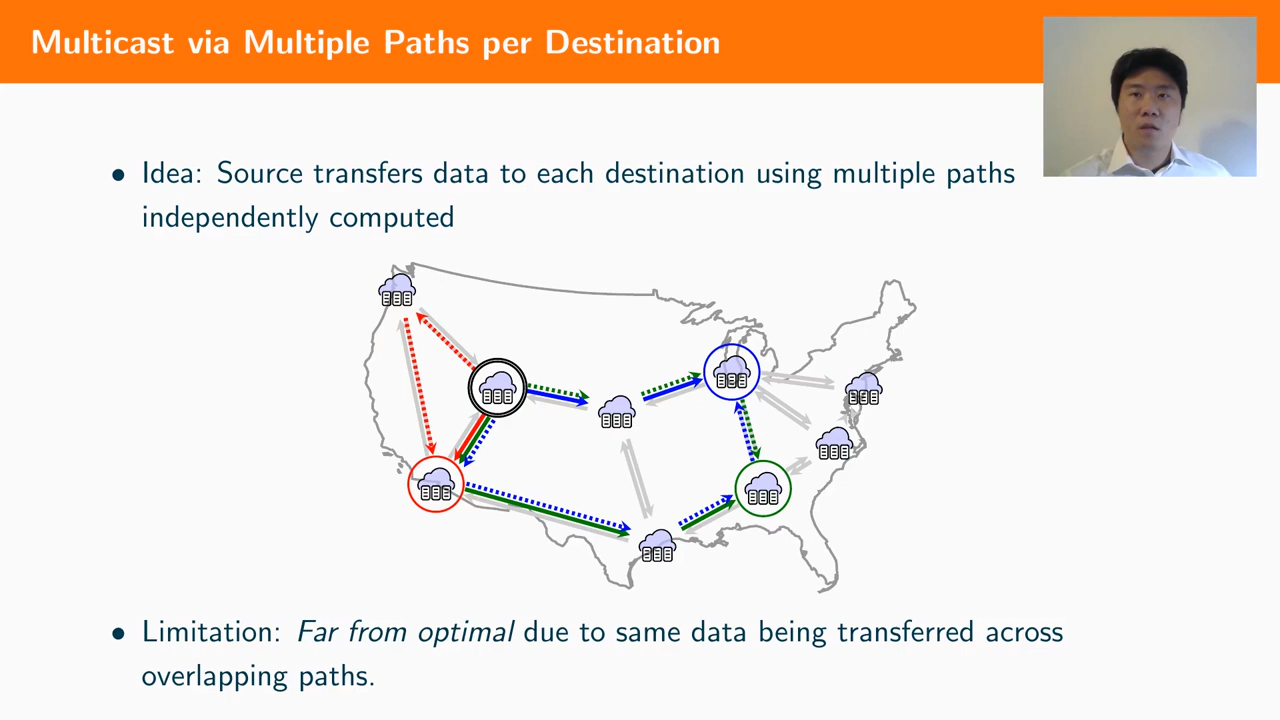 Multicast via Multiple Paths per Destination
• Idea: Source transfers data to each destination using multiple paths
independently computed
• Limitation: Far from optimal due to same data being transferred across
overlapping paths.